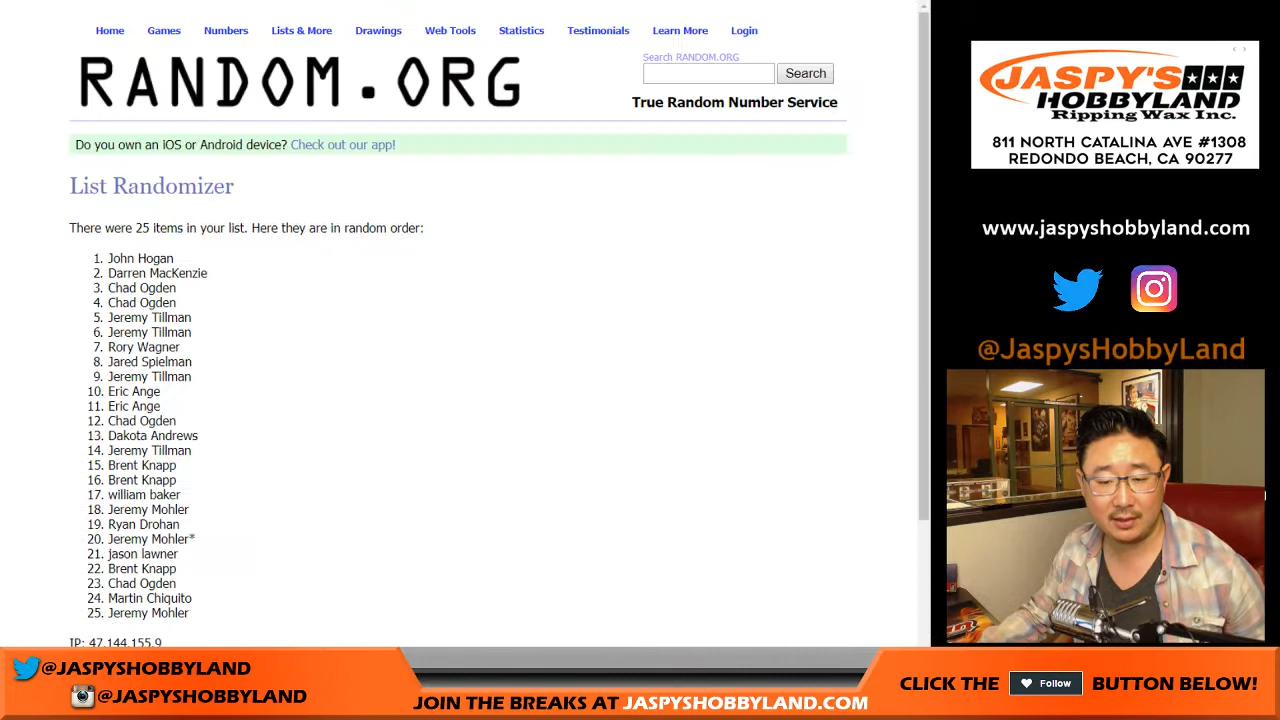 Home Games Numbers Lists & More Drawings Web Tools Statistics Testimonials Learn More Login
RANDOM.ORG
Search RANDOM.ORG
Search
True Random Number Service
Do you own an iOS or Android device? Check out our app!
List Randomizer
There were 25 items in your list. Here they are in random order:
1. John Hogan
2. Darren MacKenzie
3. Chad Ogden
4. Chad Ogden
5. Jeremy Tillman
6. Jeremy Tillman
7. Rory Wagner
8. Jared Spielman
9. Jeremy Tillman
10. Eric Ange
11. Eric Ange
12. Chad Ogden
13. Dakota Andrews
14. Jeremy Tillman
15. Brent Knapp
16. Brent Knapp
17. william baker
18. Jeremy Mohler
19. Ryan Drohan
20. Jeremy Mohler*
21. jason lawner
22. Brent Knapp
23. Chad Ogden
24. Martin Chiquito
25. Jeremy Mohler
IP: 47.144.155.9
JASPY'S
HOBBYLAND
Ripping Wax Inc.
811 NORTH CATALINA AVE #1308
REDONDO BEACH, CA 90277
www.jaspyshobbyland.com
@JaspysHobbyLand
@JASPYSHOBBYLAND
@JASPYSHOBBYLAND
JOIN THE BREAKS AT JASPYSHOBBYLAND.COM
CLICK THE Follow BUTTON BELOW!